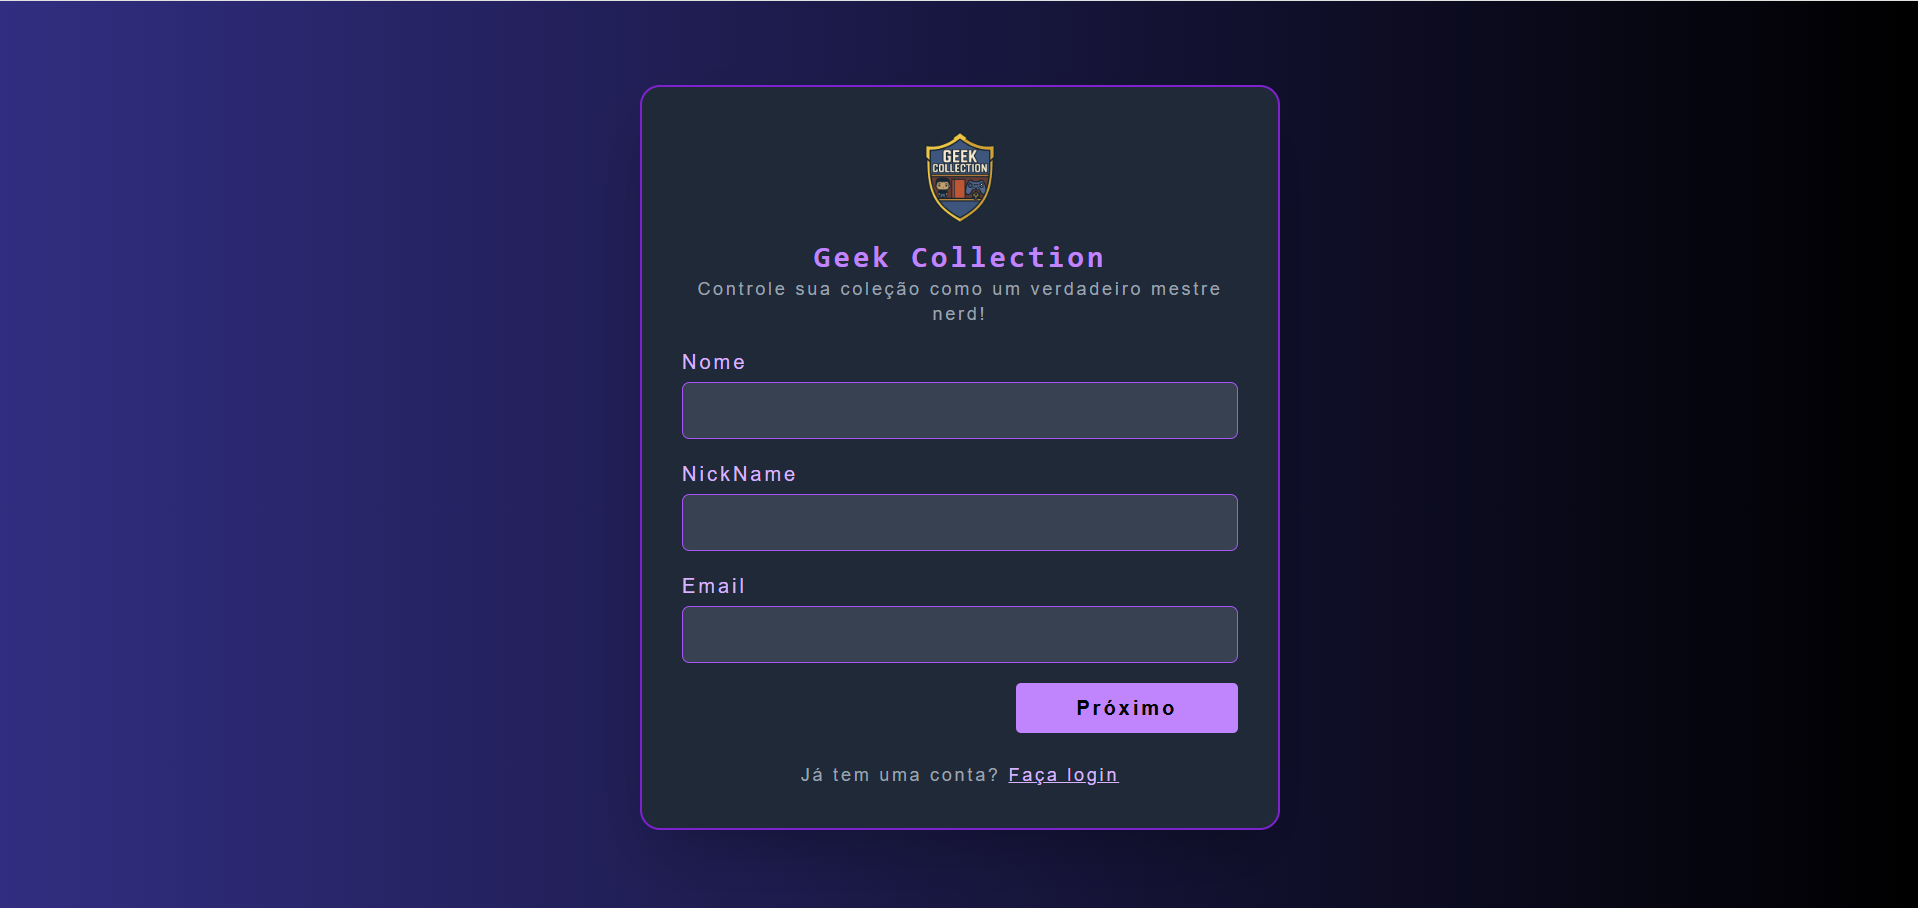 GEEK
COLLECTION
Geek Collection
Controle sua coleção como um verdadeiro mestre
nerd!
Nome
NickName
Email
Próximo
Já tem uma conta? Faça login